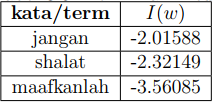 kata/term I(w)
jangan -2.01588
shalat -2.32149
maafkanlah -3.56085